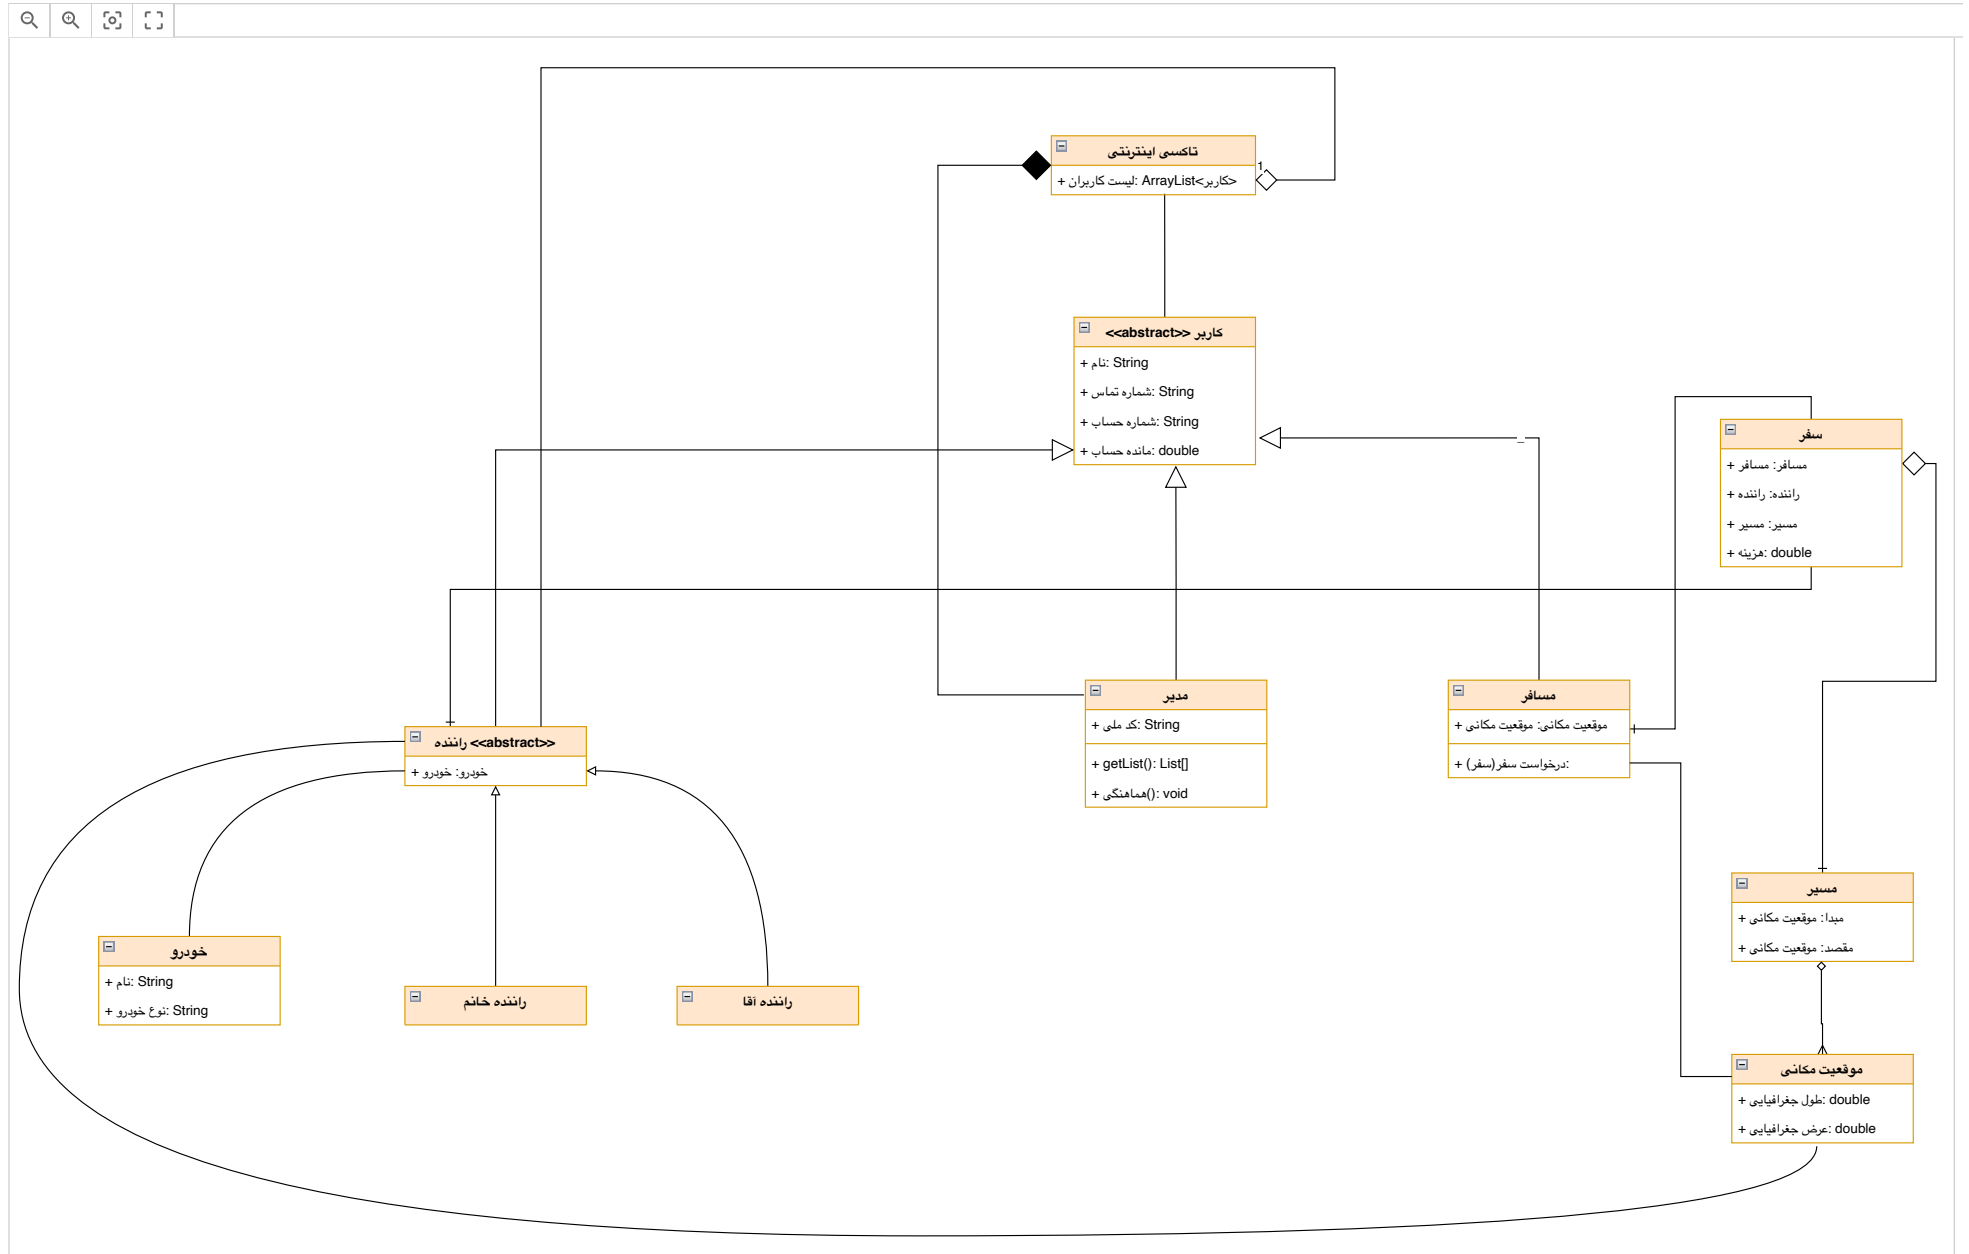 تاکسی اینترنتی
1
+ لیست کاربران: ArrayList<کاربر>
کاربر <<abstract>>
+ نام: String
+ شماره تماس: String
+ شماره حساب: String
+ مانده حساب: double
سفر
+ مسافر: مسافر
+ راننده: راننده
+ مسیر: مسیر
+ هزینه: double
مدیر
+ کد ملی: String
+ getList(): List[]
+ هماهنگی(): void
مسافر
+ موقعیت مکانی: موقعیت مکانی
+ درخواست سفر(سفر):
راننده <<abstract>>
+ خودرو: خودرو
مسیر
+ مبدا: موقعیت مکانی
+ مقصد: موقعیت مکانی
خودرو
+ نام: String
+ نوع خودرو: String
راننده خانم
راننده آقا
موقعیت مکانی
+ طول جغرافیایی: double
+ عرض جغرافیایی: double